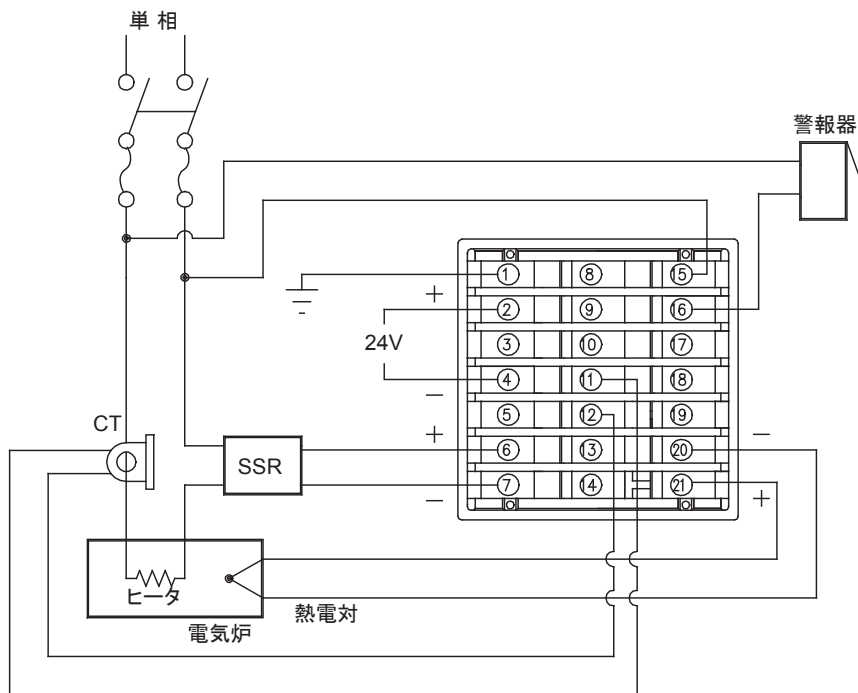 単 相
警報器
① ⑧ ⑮
+
② ⑨ ⑯
24V
③ ⑩ ⑰
④ ⑪ ⑱
−
CT
⑤ ⑫ ⑲
+
−
SSR
⑥ ⑬ ⑳
⑦ ⑭ ㉑
−
+
ヒータ
熱電対
電気炉